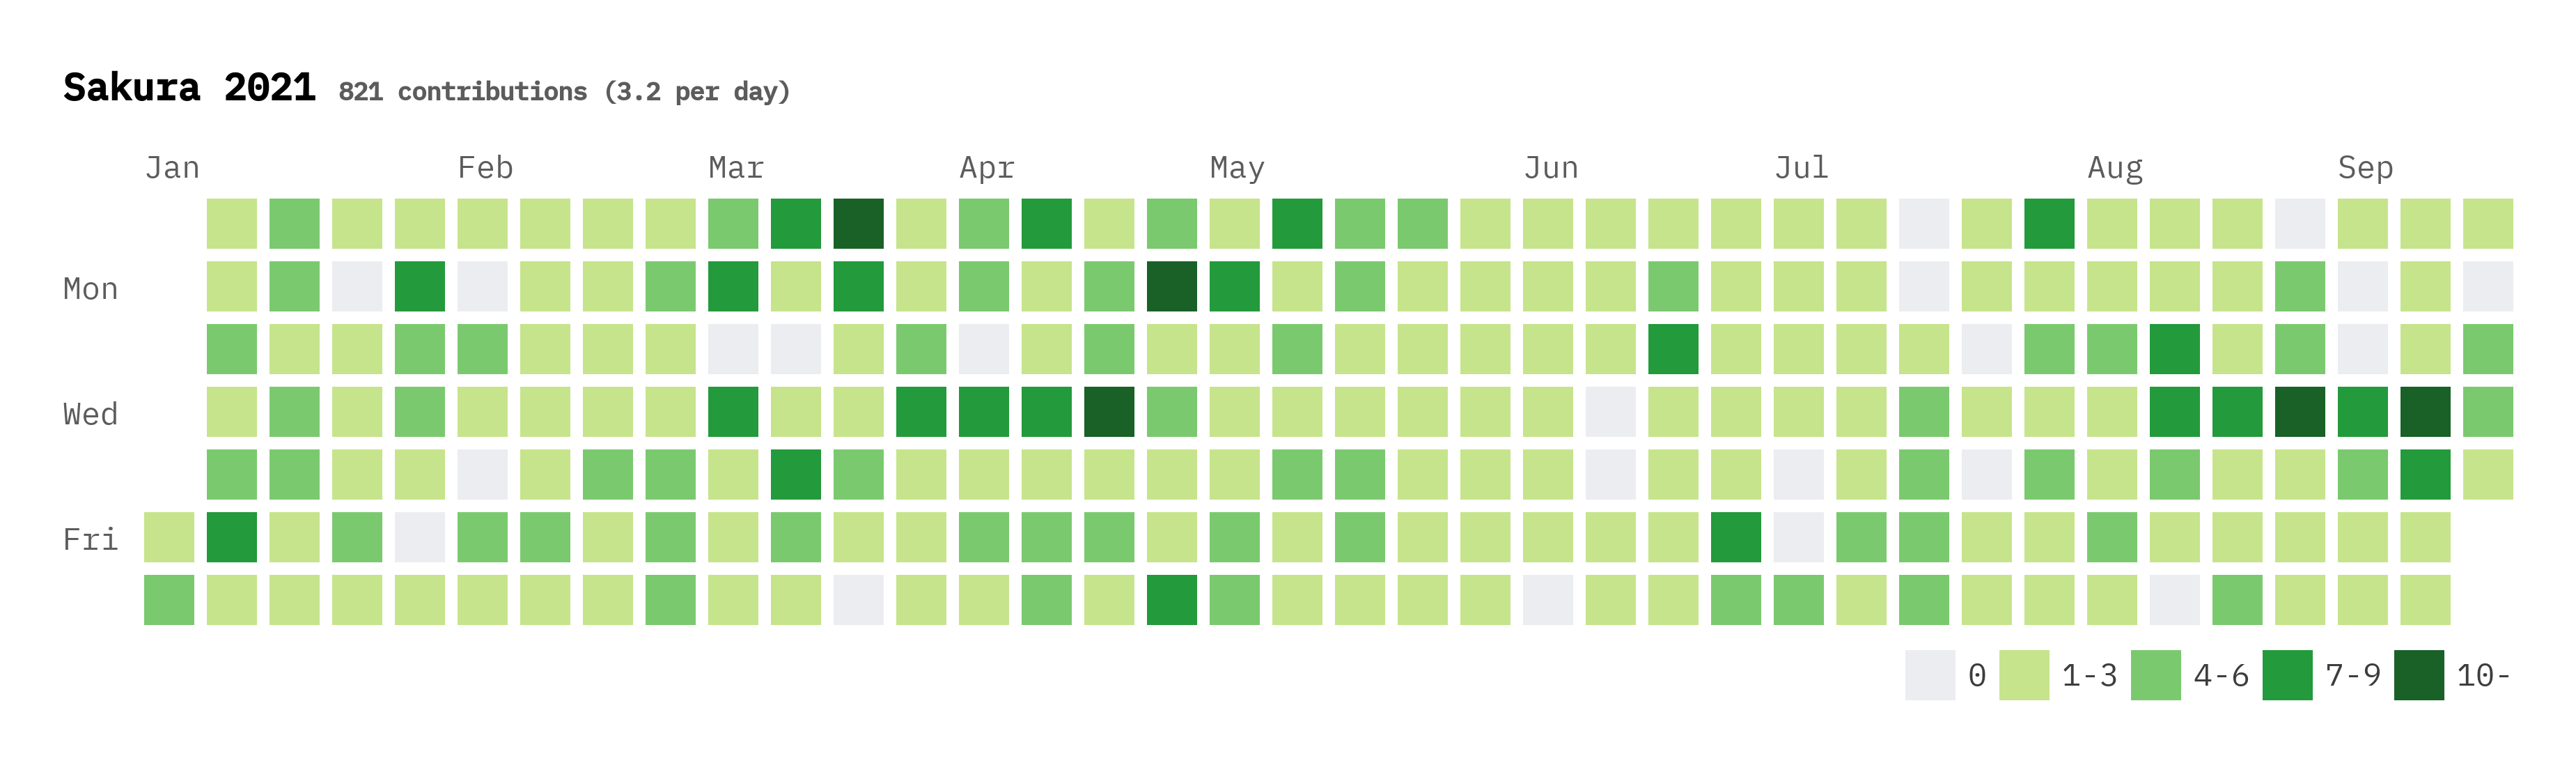 Sakura 2021 821 contributions (3.2 per day)
Jan Feb Mar Apr May Jun Jul Aug Sep
Mon
Wed
Fri
0 1-3 4-6 7-9 10-